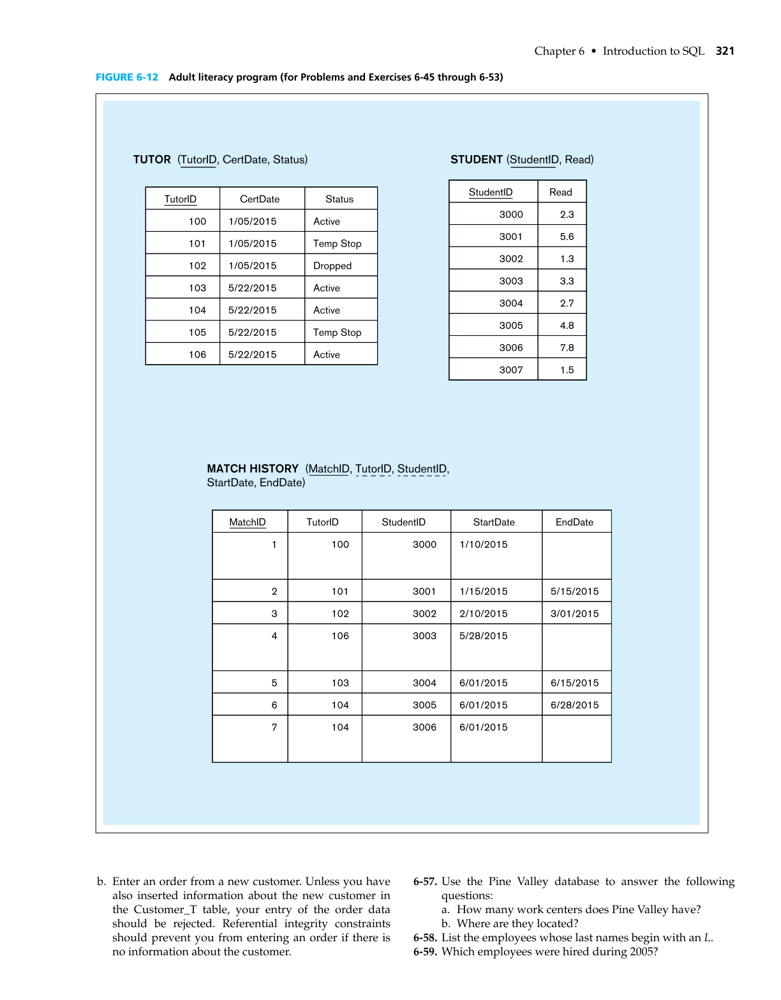 Chapter 6 • Introduction to SQL 321
FIGURE 6-12 Adult literacy program (for Problems and Exercises 6-45 through 6-53)
TUTOR (TutorID, CertDate, Status)
TutorID CertDate Status
100 1/05/2015 Active
101 1/05/2015 Temp Stop
102 1/05/2015 Dropped
103 5/22/2015 Active
104 5/22/2015 Active
105 5/22/2015 Temp Stop
106 5/22/2015 Active
STUDENT (StudentID, Read)
StudentID Read
3000 2.3
3001 5.6
3002 1.3
3003 3.3
3004 2.7
3005 4.8
3006 7.8
3007 1.5
MATCH HISTORY (MatchID, TutorID, StudentID,
StartDate, EndDate)
MatchID TutorID StudentID StartDate EndDate
1 100 3000 1/10/2015
2 101 3001 1/15/2015 5/15/2015
3 102 3002 2/10/2015 3/01/2015
4 106 3003 5/28/2015
5 103 3004 6/01/2015 6/15/2015
6 104 3005 6/01/2015 6/28/2015
7 104 3006 6/01/2015
b. Enter an order from a new customer. Unless you have
also inserted information about the new customer in
the Customer_T table, your entry of the order data
should be rejected. Referential integrity constraints
should prevent you from entering an order if there is
no information about the customer.
6-57. Use the Pine Valley database to answer the following
questions:
a. How many work centers does Pine Valley have?
b. Where are they located?
6-58. List the employees whose last names begin with an L.
6-59. Which employees were hired during 2005?